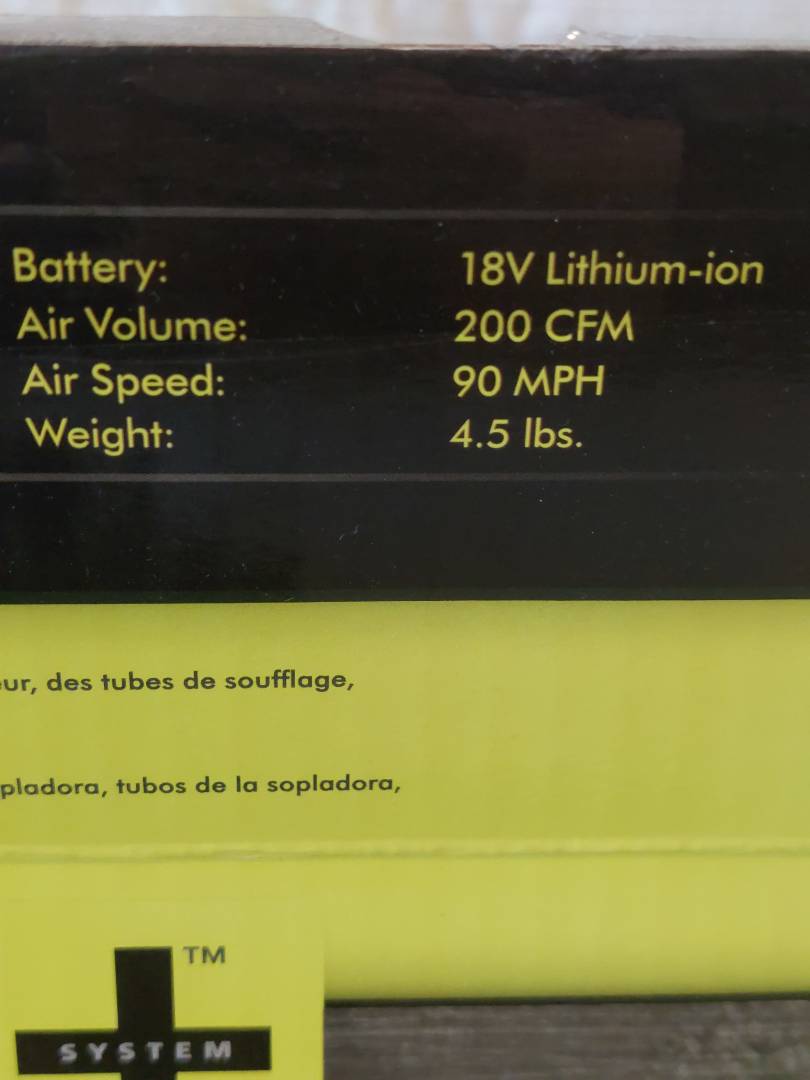 Battery: 18V Lithium-ion
Air Volume: 200 CFM
Air Speed: 90 MPH
Weight: 4.5 lbs.
eur, des tubes de soufflage,
pladora, tubos de la sopladora,
TM
SYSTEM